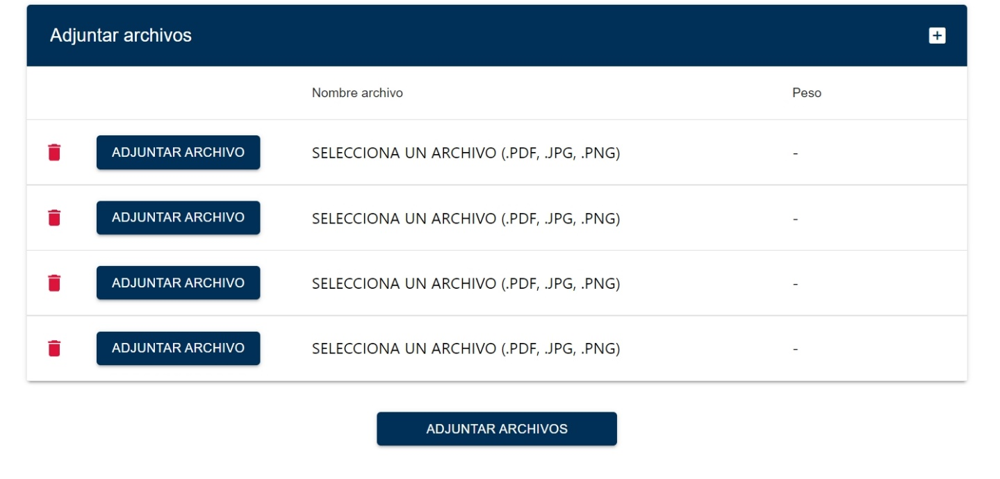 Adjuntar archivos
Nombre archivo Peso
ADJUNTAR ARCHIVO SELECCIONA UN ARCHIVO (.PDF, .JPG, .PNG) -
ADJUNTAR ARCHIVO SELECCIONA UN ARCHIVO (.PDF, .JPG, .PNG) -
ADJUNTAR ARCHIVO SELECCIONA UN ARCHIVO (.PDF, .JPG, .PNG) -
ADJUNTAR ARCHIVO SELECCIONA UN ARCHIVO (.PDF, .JPG, .PNG) -
ADJUNTAR ARCHIVOS